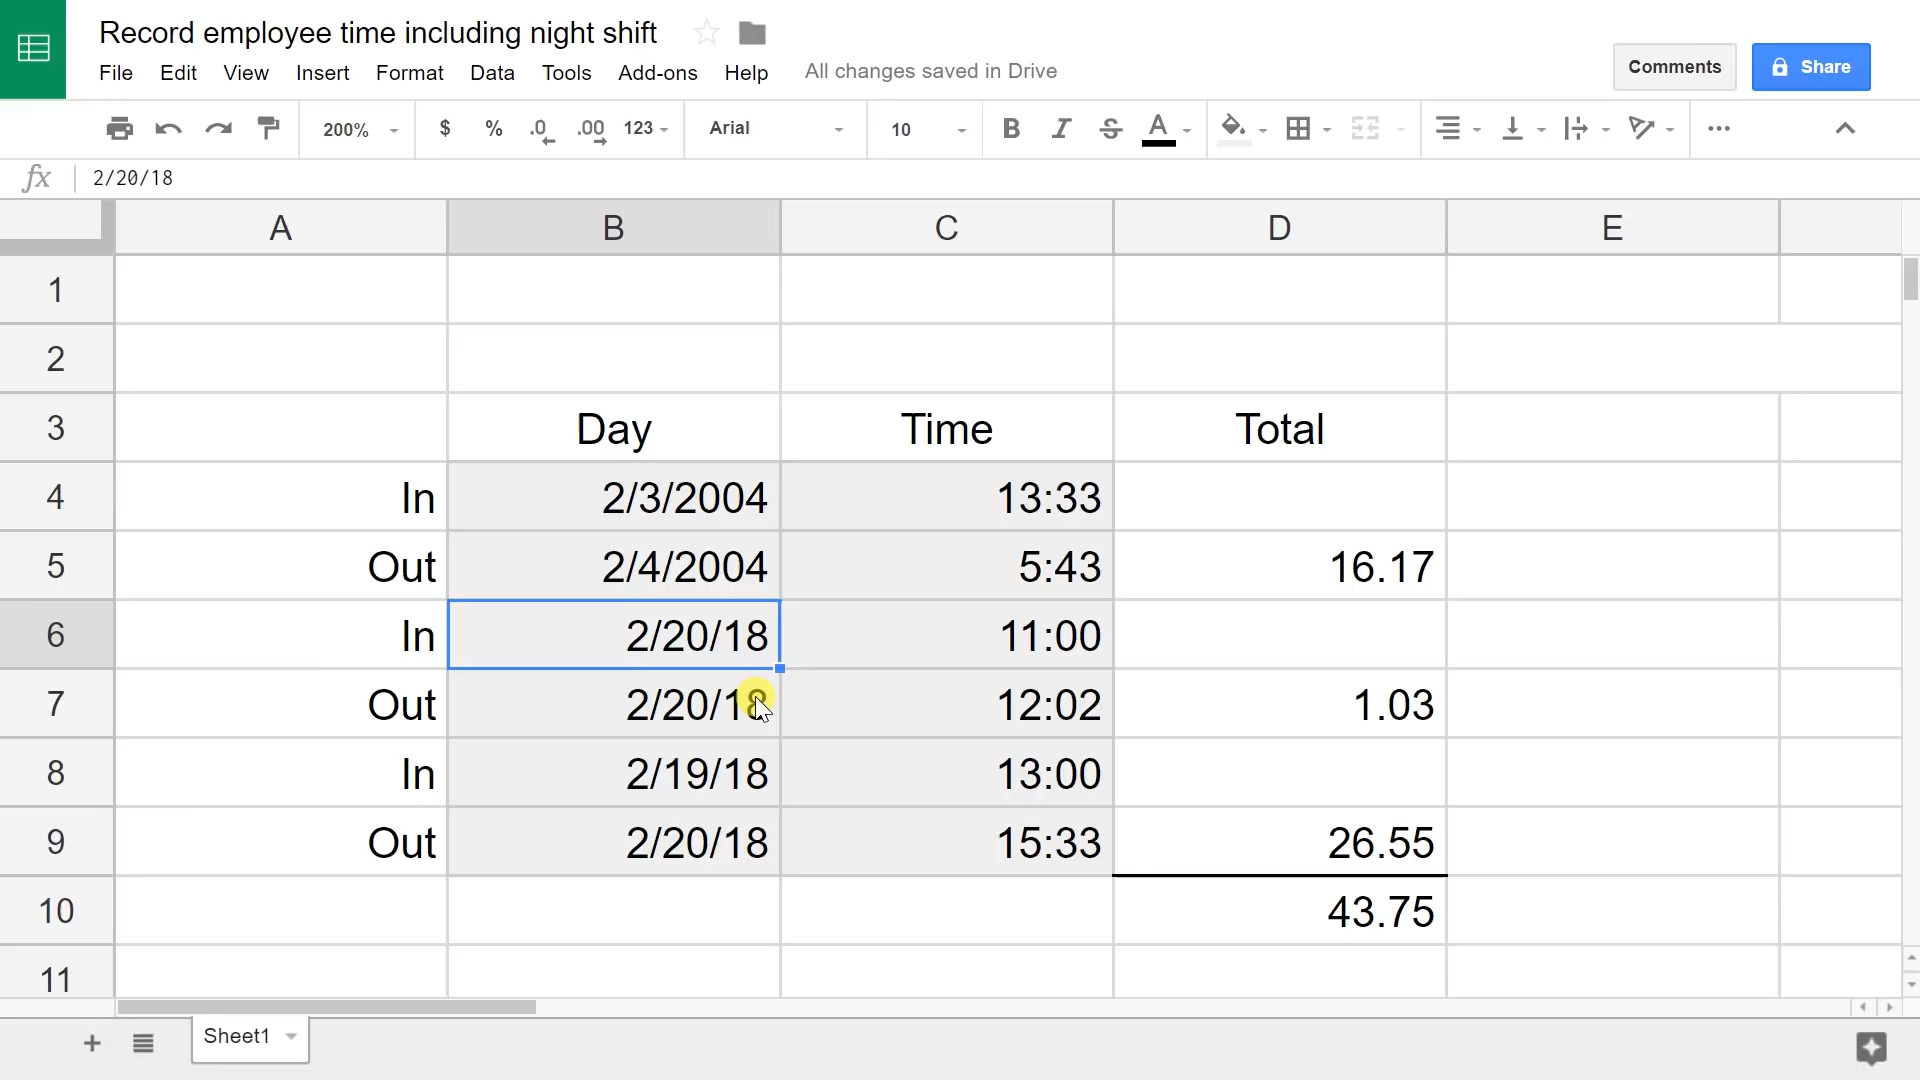 Record employee time including night shift
File Edit View Insert Format Data Tools Add-ons Help All changes saved in Drive
Comments Share
200% $ % .0 .00 123 Arial 10 B I S A
fx 2/20/18
A B C D E
1
2
3 Day Time Total
4 In 2/3/2004 13:33
5 Out 2/4/2004 5:43 16.17
6 In 2/20/18 11:00
7 Out 2/20/18 12:02 1.03
8 In 2/19/18 13:00
9 Out 2/20/18 15:33 26.55
10 43.75
11
Sheet1